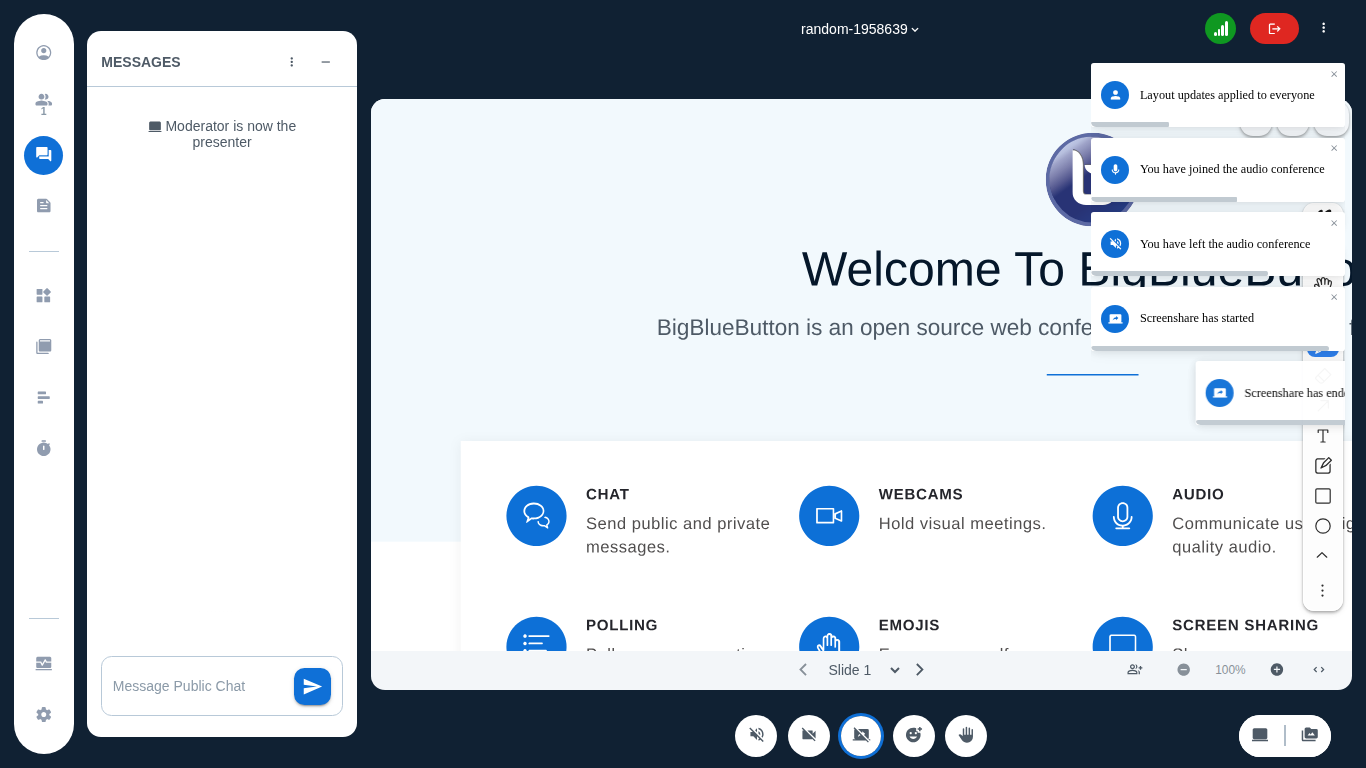 random-1958639
1
MESSAGES
Moderator is now the
presenter
Message Public Chat
Layout updates applied to everyone
You have joined the audio conference
You have left the audio conference
Screenshare has started
Screenshare has
Welcome To
BigBlueButton is an open source web
CHAT
Send public and private
messages.
WEBCAMS
Hold visual meetings.
AUDIO
Communicate
quality audio.
POLLING
EMOJIS
SCREEN SHARING
T
Slide 1
100%